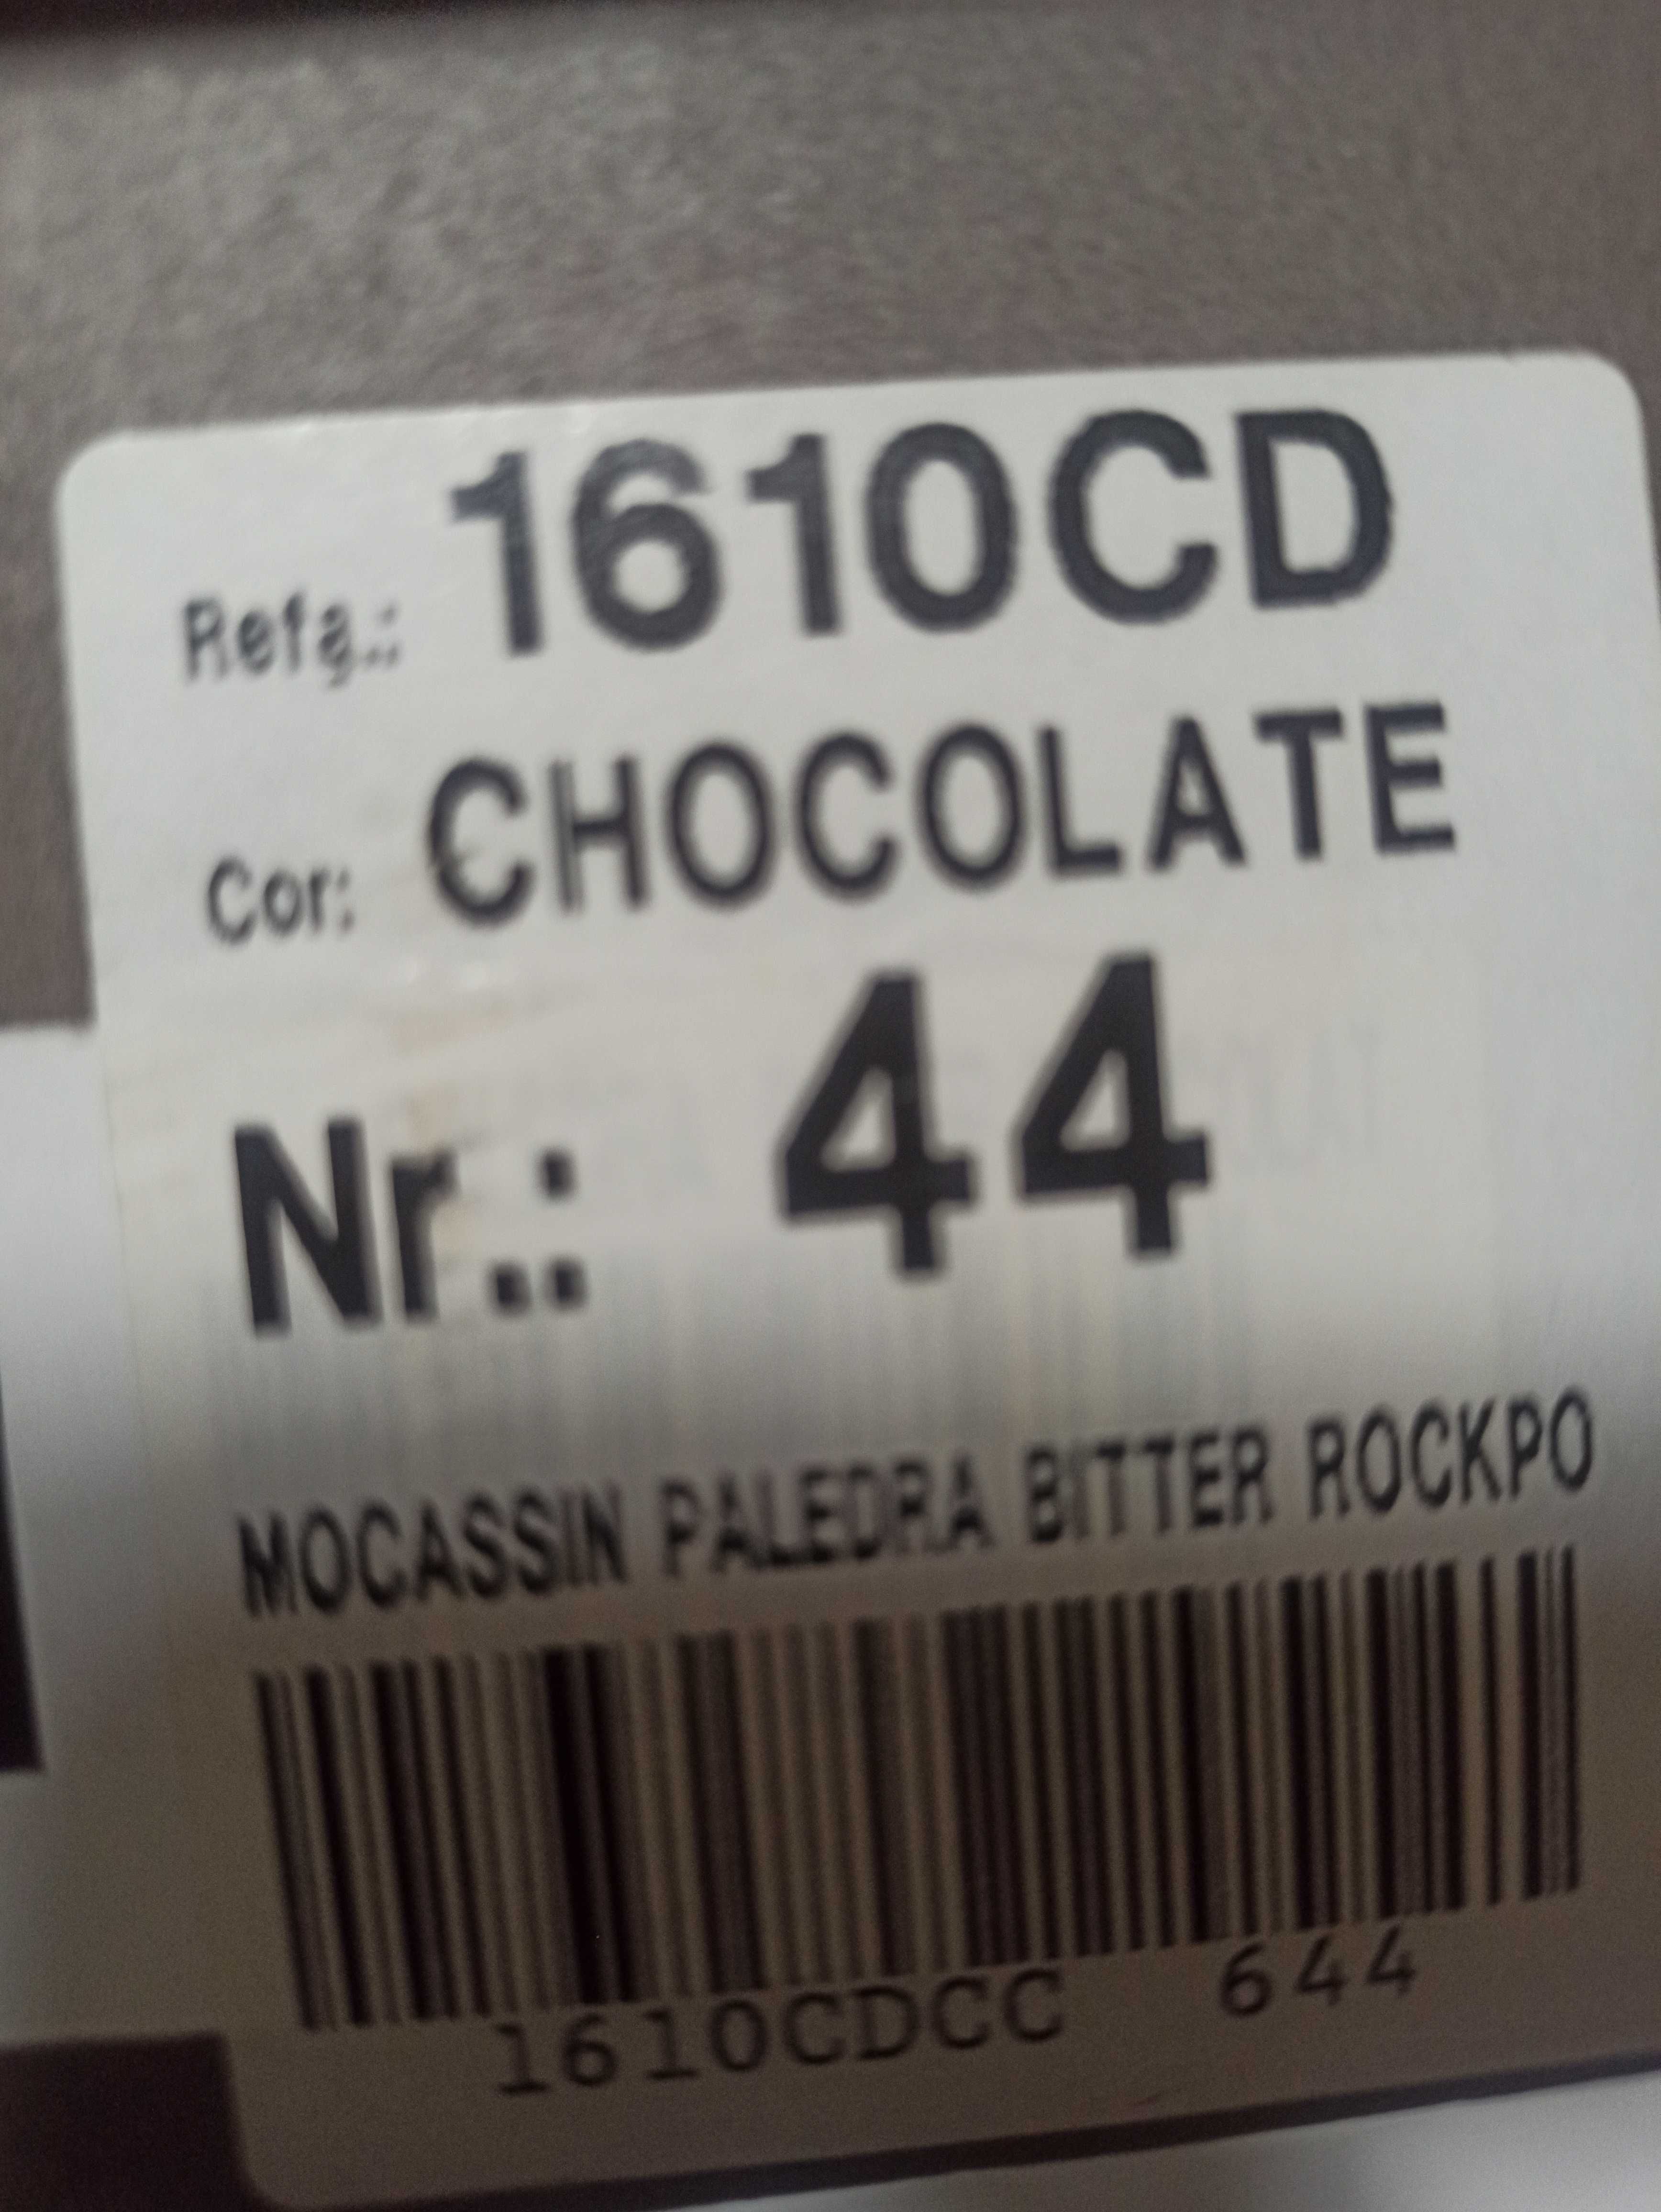 Refª.: 1610CD
Cor: CHOCOLATE
Nr.: 44
MOCASSIN PALEDRA BITTER ROCKPO
1610CDCC 644